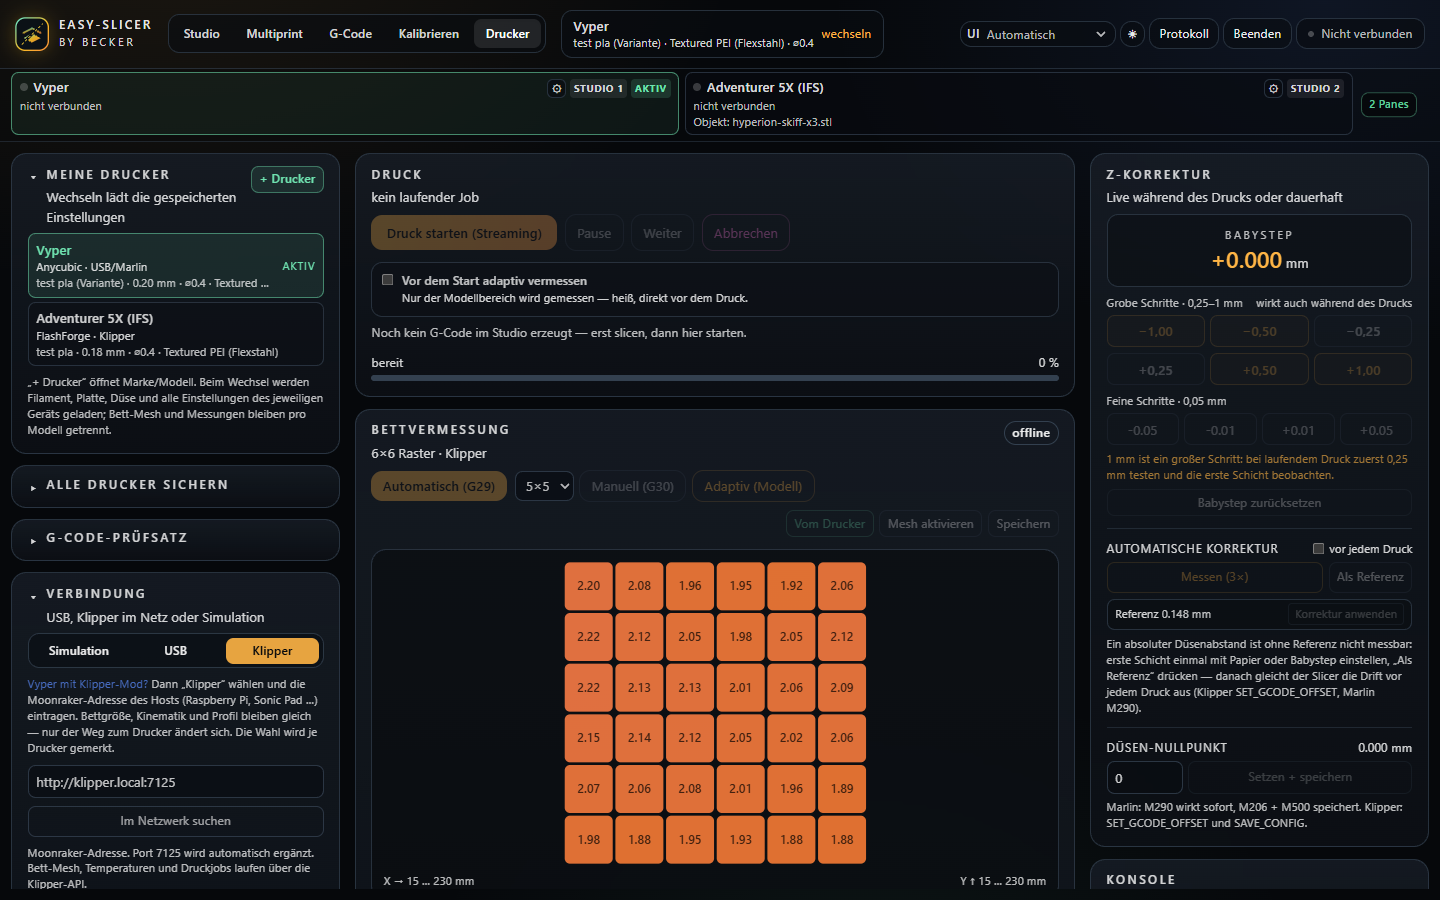 EASY-SLICER
BY BECKER
Studio
Multiprint
G-Code
Kalibrieren
Drucker
Vyper
test pla (Variante) · Textured PEI (Flexstahl) · ⌀0.4
wechseln
UI Automatisch
Protokoll
Beenden
Nicht verbunden
Vyper
STUDIO 1
AKTIV
nicht verbunden
Adventurer 5X (IFS)
STUDIO 2
nicht verbunden
Objekt: hyperion-skiff-x3.stl
2 Panes
MEINE DRUCKER
Wechseln lädt die gespeicherten
Einstellungen
+ Drucker
Vyper
Anycubic · USB/Marlin
AKTIV
test pla (Variante) · 0.20 mm · ⌀0.4 · Textured ...
Adventurer 5X (IFS)
FlashForge · Klipper
test pla · 0.18 mm · ⌀0.4 · Textured PEI (Flexstahl)
„+ Drucker“ öffnet Marke/Modell. Beim Wechsel werden
Filament, Platte, Düse und alle Einstellungen des jeweiligen
Geräts geladen; Bett-Mesh und Messungen bleiben pro
Modell getrennt.
ALLE DRUCKER SICHERN
G-CODE-PRÜFSATZ
VERBINDUNG
USB, Klipper im Netz oder Simulation
Simulation
USB
Klipper
Vyper mit Klipper-Mod? Dann „Klipper“ wählen und die
Moonraker-Adresse des Hosts (Raspberry Pi, Sonic Pad ...)
eintragen. Bettgröße, Kinematik und Profil bleiben gleich
— nur der Weg zum Drucker ändert sich. Die Wahl wird je
Drucker gemerkt.
http://klipper.local:7125
Im Netzwerk suchen
Moonraker-Adresse. Port 7125 wird automatisch ergänzt.
Bett-Mesh, Temperaturen und Druckjobs laufen über die
Klipper-API.
DRUCK
kein laufender Job
Druck starten (Streaming)
Pause
Weiter
Abbrechen
Vor dem Start adaptiv vermessen
Nur der Modellbereich wird gemessen — heiß, direkt vor dem Druck.
Noch kein G-Code im Studio erzeugt — erst slicen, dann hier starten.
bereit
0 %
BETTVERMESSUNG
6×6 Raster · Klipper
offline
Automatisch (G29)
5×5
Manuell (G30)
Adaptiv (Modell)
Vom Drucker
Mesh aktivieren
Speichern
2.20 2.08 1.96 1.95 1.92 2.06
2.22 2.12 2.05 1.98 2.05 2.12
2.22 2.13 2.13 2.01 2.06 2.09
2.15 2.14 2.12 2.05 2.02 2.06
2.07 2.06 2.08 2.01 1.96 1.89
1.98 1.88 1.95 1.93 1.88 1.88
X → 15 ... 230 mm
Y ↑ 15 ... 230 mm
Z-KORREKTUR
Live während des Drucks oder dauerhaft
BABYSTEP
+0.000 mm
Grobe Schritte · 0,25–1 mm
wirkt auch während des Drucks
−1,00
−0,50
−0,25
+0,25
+0,50
+1,00
Feine Schritte · 0,05 mm
-0.05
-0.01
+0.01
+0.05
1 mm ist ein großer Schritt: bei laufendem Druck zuerst 0,25
mm testen und die erste Schicht beobachten.
Babystep zurücksetzen
AUTOMATISCHE KORREKTUR
vor jedem Druck
Messen (3×)
Als Referenz
Referenz 0.148 mm
Korrektur anwenden
Ein absoluter Düsenabstand ist ohne Referenz nicht messbar:
erste Schicht einmal mit Papier oder Babystep einstellen, „Als
Referenz“ drücken — danach gleicht der Slicer die Drift vor
jedem Druck aus (Klipper SET_GCODE_OFFSET, Marlin
M290).
DÜSEN-NULLPUNKT
0.000 mm
0
Setzen + speichern
Marlin: M290 wirkt sofort, M206 + M500 speichert. Klipper:
SET_GCODE_OFFSET und SAVE_CONFIG.
KONSOLE